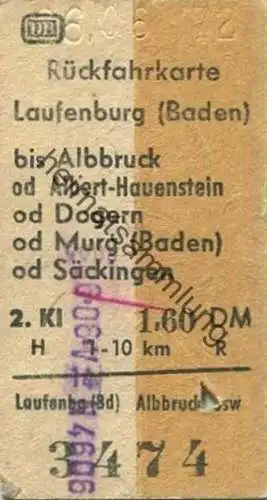 DB
Rückfahrkarte
Laufenburg (Baden)
bis Albbruck
od Albert-Hauenstein
od Dogern
od Murg (Baden)
od Säckingen
2. Kl 1.60 DM
H 1-10 km R
Laufenbg (Bd) Albbruck usw
3474
heimatsammlung